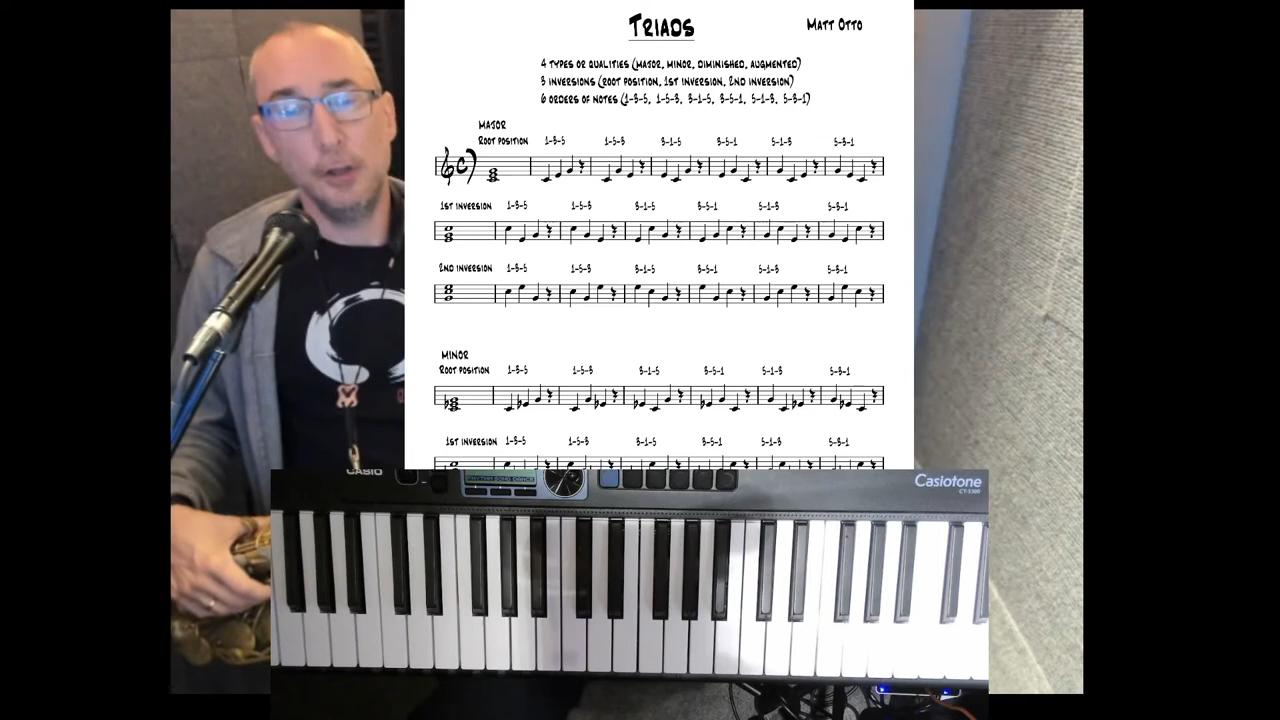 TRIADS
MATT OTTO
4 TYPES OR QUALITIES (MAJOR, MINOR, DIMINISHED, AUGMENTED)
3 INVERSIONS (ROOT POSITION, 1ST INVERSION, 2ND INVERSION)
6 ORDERS OF NOTES (1-3-5, 1-5-3, 3-1-5, 3-5-1, 5-1-3, 5-3-1)
MAJOR
ROOT POSITION 1-3-5 1-5-3 3-1-5 3-5-1 5-1-3 5-3-1
1ST INVERSION 1-3-5 1-5-3 3-1-5 3-5-1 5-1-3 5-3-1
2ND INVERSION 1-3-5 1-5-3 3-1-5 3-5-1 5-1-3 5-3-1
MINOR
ROOT POSITION 1-3-5 1-5-3 3-1-5 3-5-1 5-1-3 5-3-1
1ST INVERSION 1-3-5 1-5-3 3-1-5 3-5-1 5-1-3 5-3-1
CASIO
RHYTHM SONG DANCE
Casiotone
CT-S300